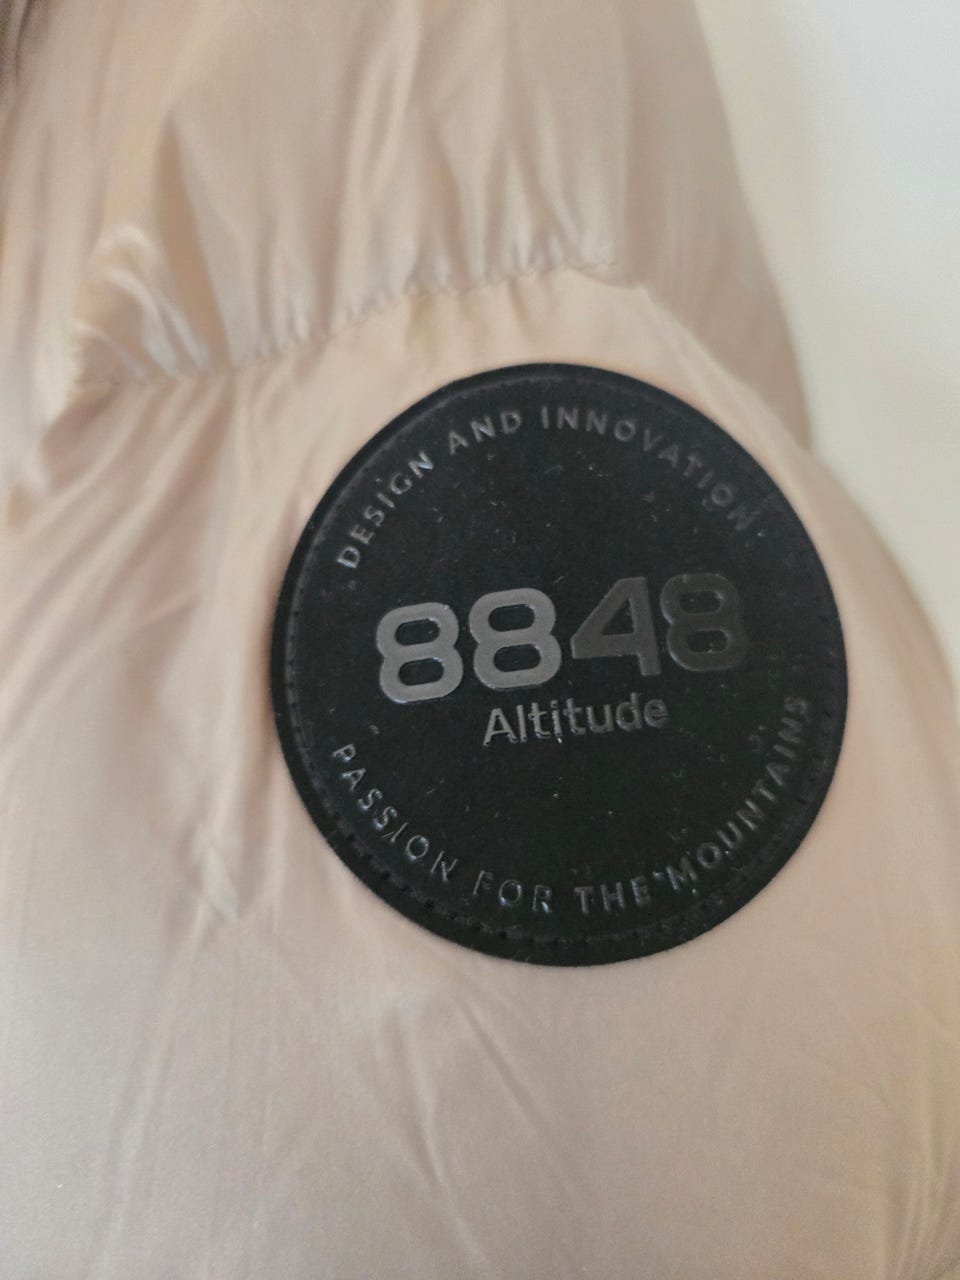 DESIGN AND INNOVATION
8848
Altitude
PASSION FOR THE MOUNTAINS